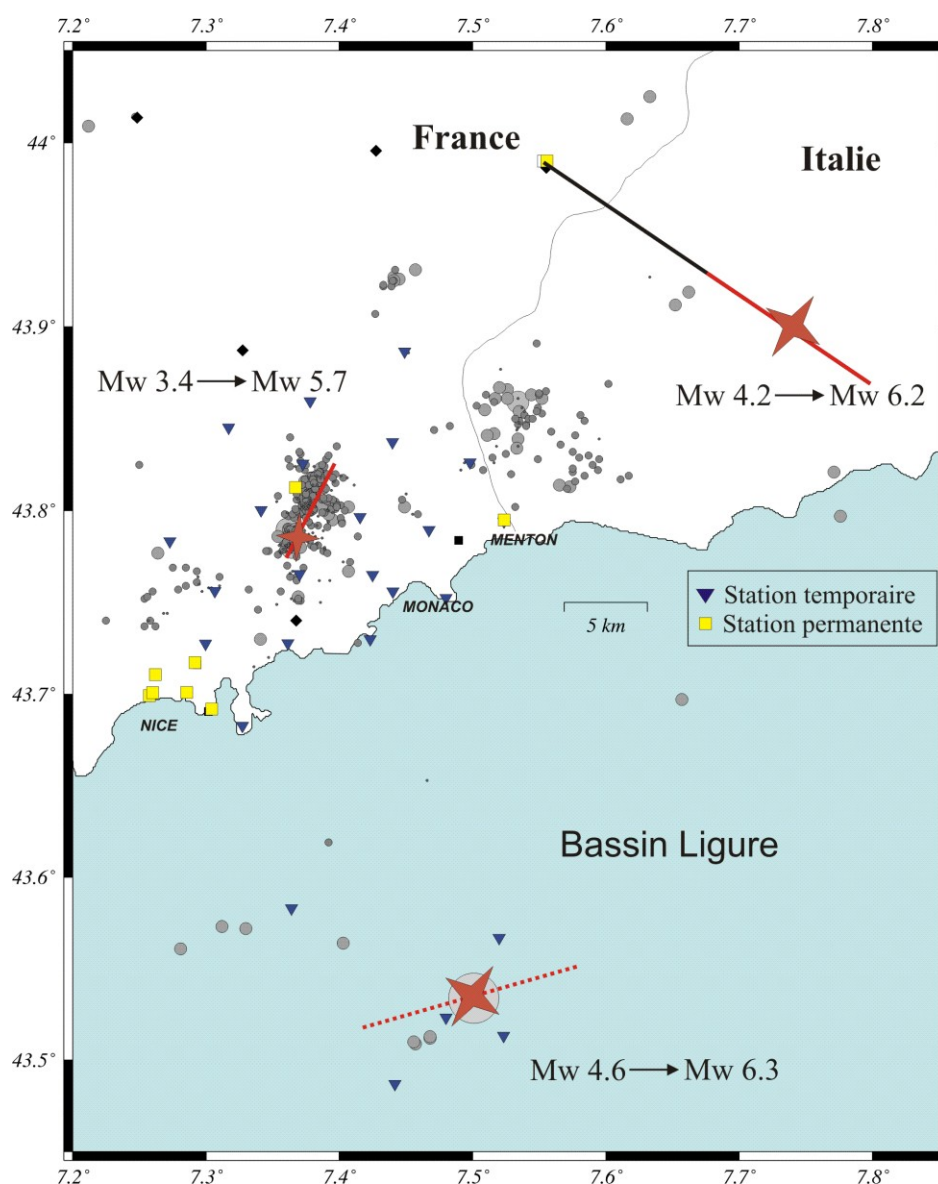 7.2° 7.3° 7.4° 7.5° 7.6° 7.7° 7.8°
France
44°
Italie
43.9°
Mw 3.4 → Mw 5.7
Mw 4.2 → Mw 6.2
43.8°
MENTON
MONACO
5 km
Station temporaire
Station permanente
43.7°
NICE
Bassin Ligure
43.6°
43.5°
Mw 4.6 → Mw 6.3
7.2° 7.3° 7.4° 7.5° 7.6° 7.7° 7.8°